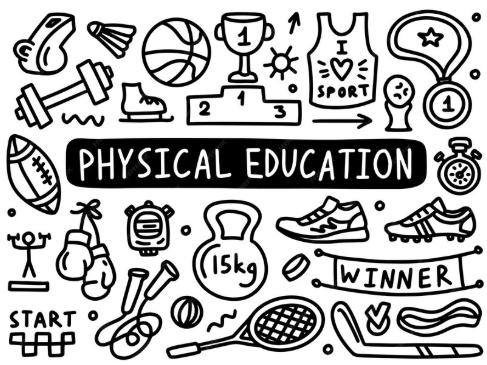 1
I
SPORT
2 1 3
1
PHYSICAL EDUCATION
15kg
WINNER
START